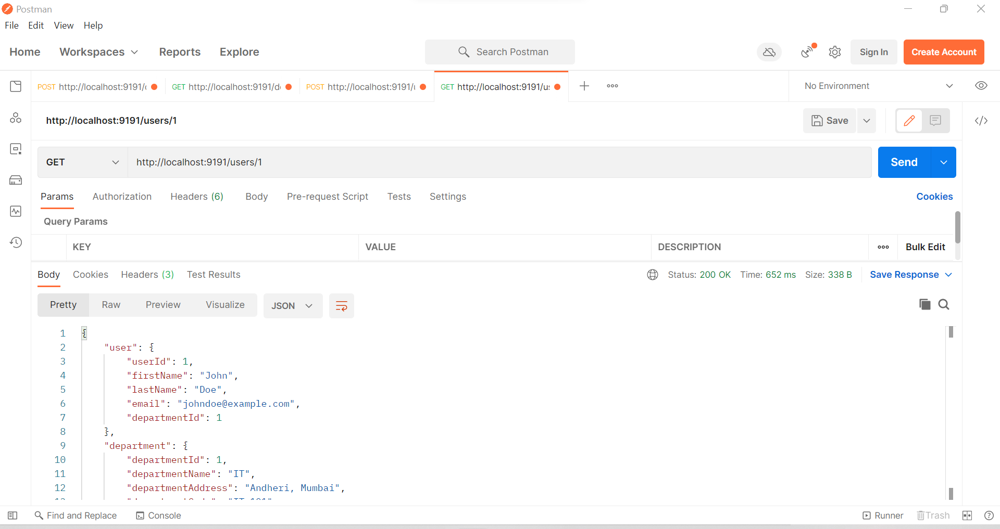 Postman
File Edit View Help
Home Workspaces Reports Explore Search Postman Sign In Create Account
POST http://localhost:9191/ GET http://localhost:9191/d POST http://localhost:9191/ GET http://localhost:9191/us No Environment
http://localhost:9191/users/1 Save
GET http://localhost:9191/users/1 Send
Params Authorization Headers (6) Body Pre-request Script Tests Settings Cookies
Query Params
KEY VALUE DESCRIPTION Bulk Edit
Body Cookies Headers (3) Test Results Status: 200 OK Time: 652 ms Size: 338 B Save Response
Pretty Raw Preview Visualize JSON
1 {
2 "user": {
3 "userId": 1,
4 "firstName": "John",
5 "lastName": "Doe",
6 "email": "johndoe@example.com",
7 "departmentId": 1
8 },
9 "department": {
10 "departmentId": 1,
11 "departmentName": "IT",
12 "departmentAddress": "Andheri, Mumbai",
Find and Replace Console Runner Trash